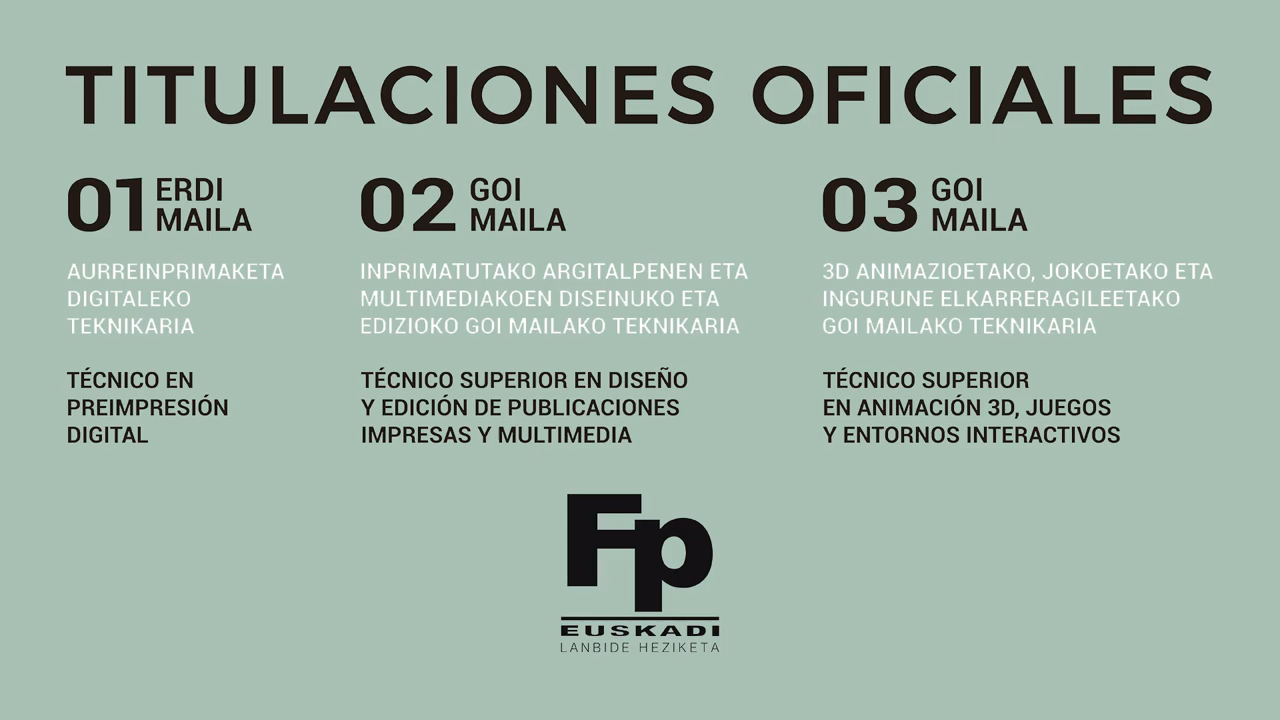 TITULACIONES OFICIALES
01 ERDI MAILA
AURREINPRIMAKETA
DIGITALEKO
TEKNIKARIA
TÉCNICO EN
PREIMPRESIÓN
DIGITAL
02 GOI MAILA
INPRIMATUTAKO ARGITALPENEN ETA
MULTIMEDIAKOEN DISEINUKO ETA
EDIZIOKO GOI MAILAKO TEKNIKARIA
TÉCNICO SUPERIOR EN DISEÑO
Y EDICIÓN DE PUBLICACIONES
IMPRESAS Y MULTIMEDIA
03 GOI MAILA
3D ANIMAZIOETAKO, JOKOETAKO ETA
INGURUNE ELKARRERAGILEETAKO
GOI MAILAKO TEKNIKARIA
TÉCNICO SUPERIOR
EN ANIMACIÓN 3D, JUEGOS
Y ENTORNOS INTERACTIVOS
Fp
EUSKADI
LANBIDE HEZIKETA